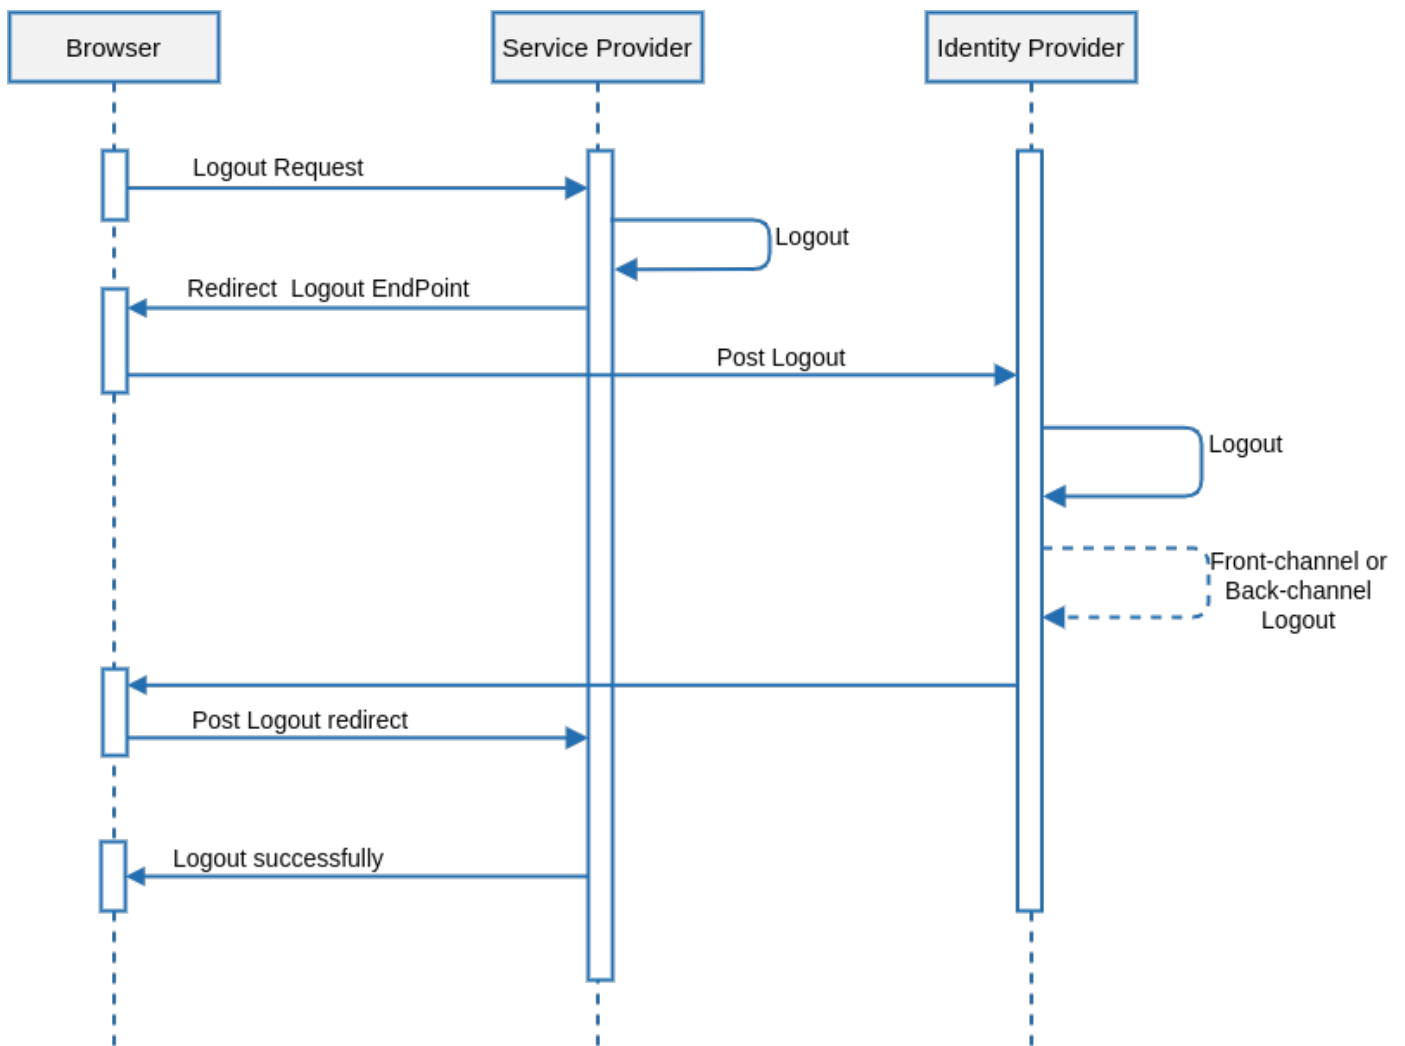 Browser
Service Provider
Identity Provider
Logout Request
Logout
Redirect  Logout EndPoint
Post Logout
Logout
Front-channel or
Back-channel
Logout
Post Logout redirect
Logout successfully